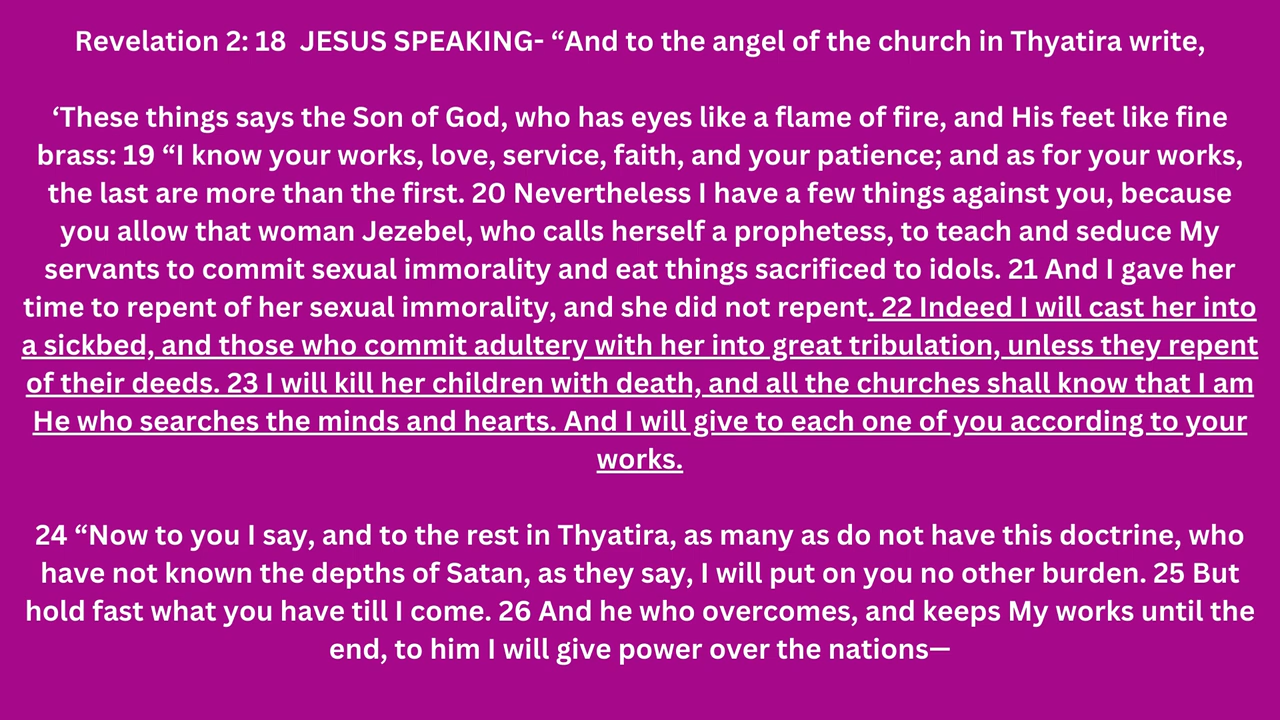 Revelation 2: 18  JESUS SPEAKING- “And to the angel of the church in Thyatira write,
‘These things says the Son of God, who has eyes like a flame of fire, and His feet like fine
brass: 19 “I know your works, love, service, faith, and your patience; and as for your works,
the last are more than the first. 20 Nevertheless I have a few things against you, because
you allow that woman Jezebel, who calls herself a prophetess, to teach and seduce My
servants to commit sexual immorality and eat things sacrificed to idols. 21 And I gave her
time to repent of her sexual immorality, and she did not repent. 22 Indeed I will cast her into
a sickbed, and those who commit adultery with her into great tribulation, unless they repent
of their deeds. 23 I will kill her children with death, and all the churches shall know that I am
He who searches the minds and hearts. And I will give to each one of you according to your
works.
24 “Now to you I say, and to the rest in Thyatira, as many as do not have this doctrine, who
have not known the depths of Satan, as they say, I will put on you no other burden. 25 But
hold fast what you have till I come. 26 And he who overcomes, and keeps My works until the
end, to him I will give power over the nations—